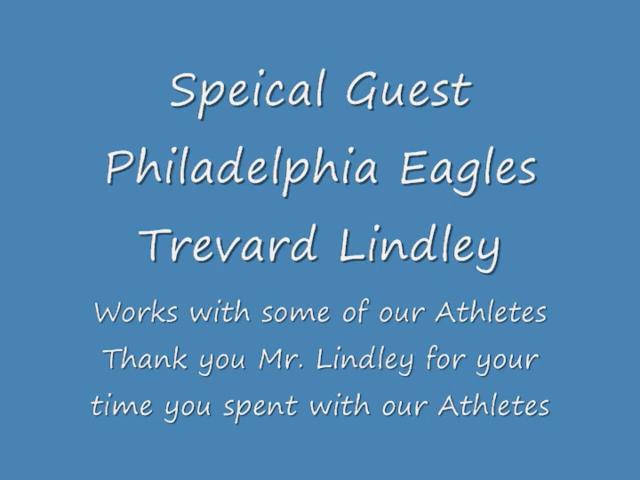 Speical Guest
Philadelphia Eagles
Trevard Lindley
Works with some of our Athletes
Thank you Mr. Lindley for your
time you spent with our Athletes